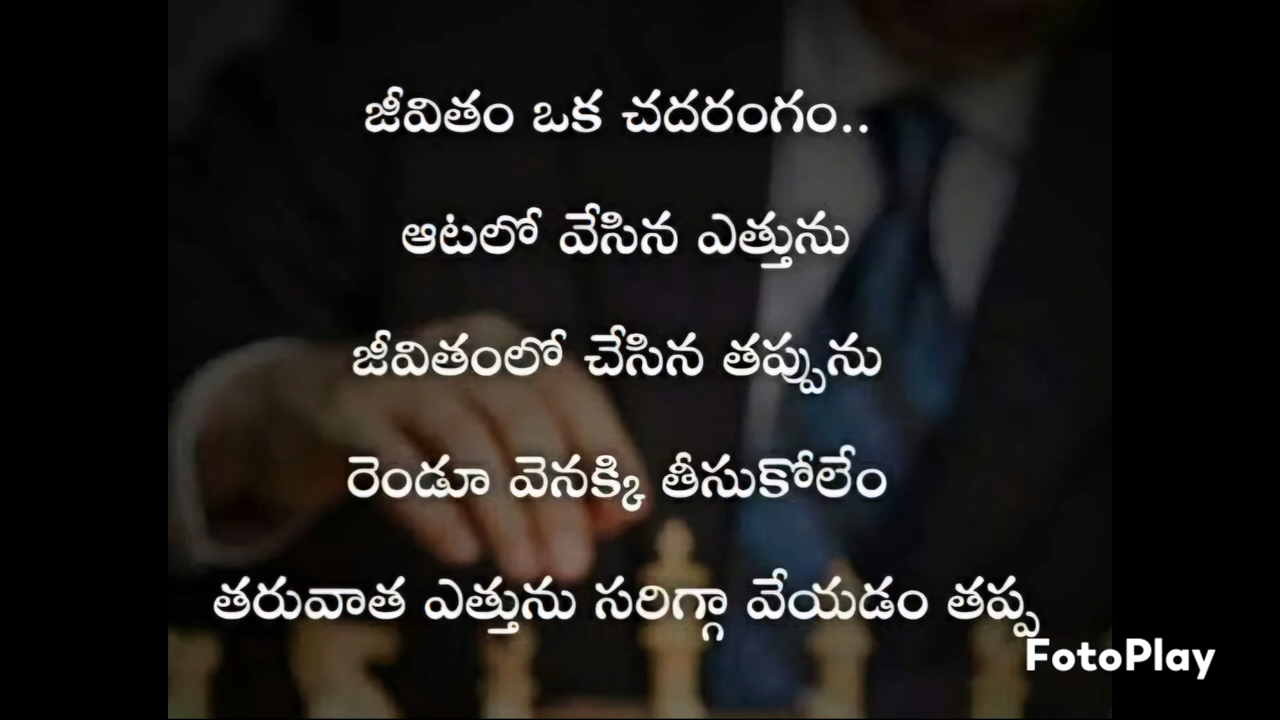 జీవితం ఒక చదరంగం..
ఆటలో వేసిన ఎత్తును
జీవితంలో చేసిన తప్పును
రెండూ వెనక్కి తీసుకోలేం
తరువాత ఎత్తును సరిగ్గా వేయడం తప్ప
FotoPlay